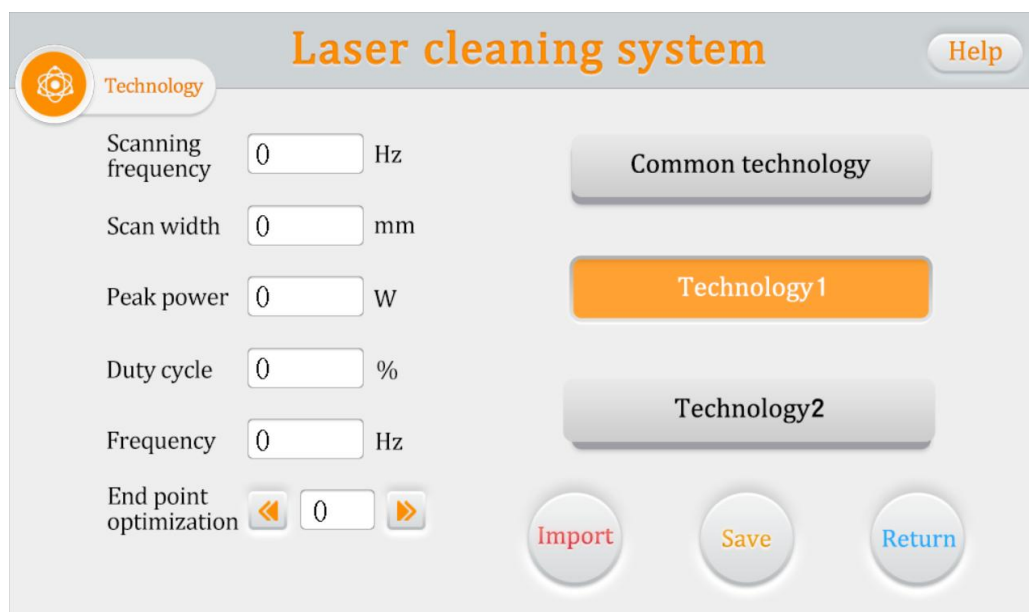 Laser cleaning system
Help
Technology
Scanning
frequency 0 Hz
Scan width 0 mm
Peak power 0 W
Duty cycle 0 %
Frequency 0 Hz
End point
optimization 0
Common technology
Technology1
Technology2
Import
Save
Return